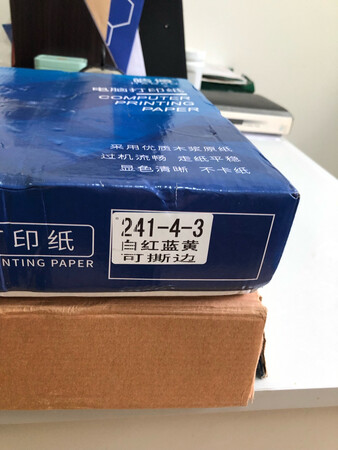 电脑打印纸
COMPUTER
PRINTING
PAPER
采用优质木浆原纸
过机流畅 走纸平稳
显色清晰 不卡纸
打印纸
INTING PAPER
241-4-3
白红蓝黄
可撕边